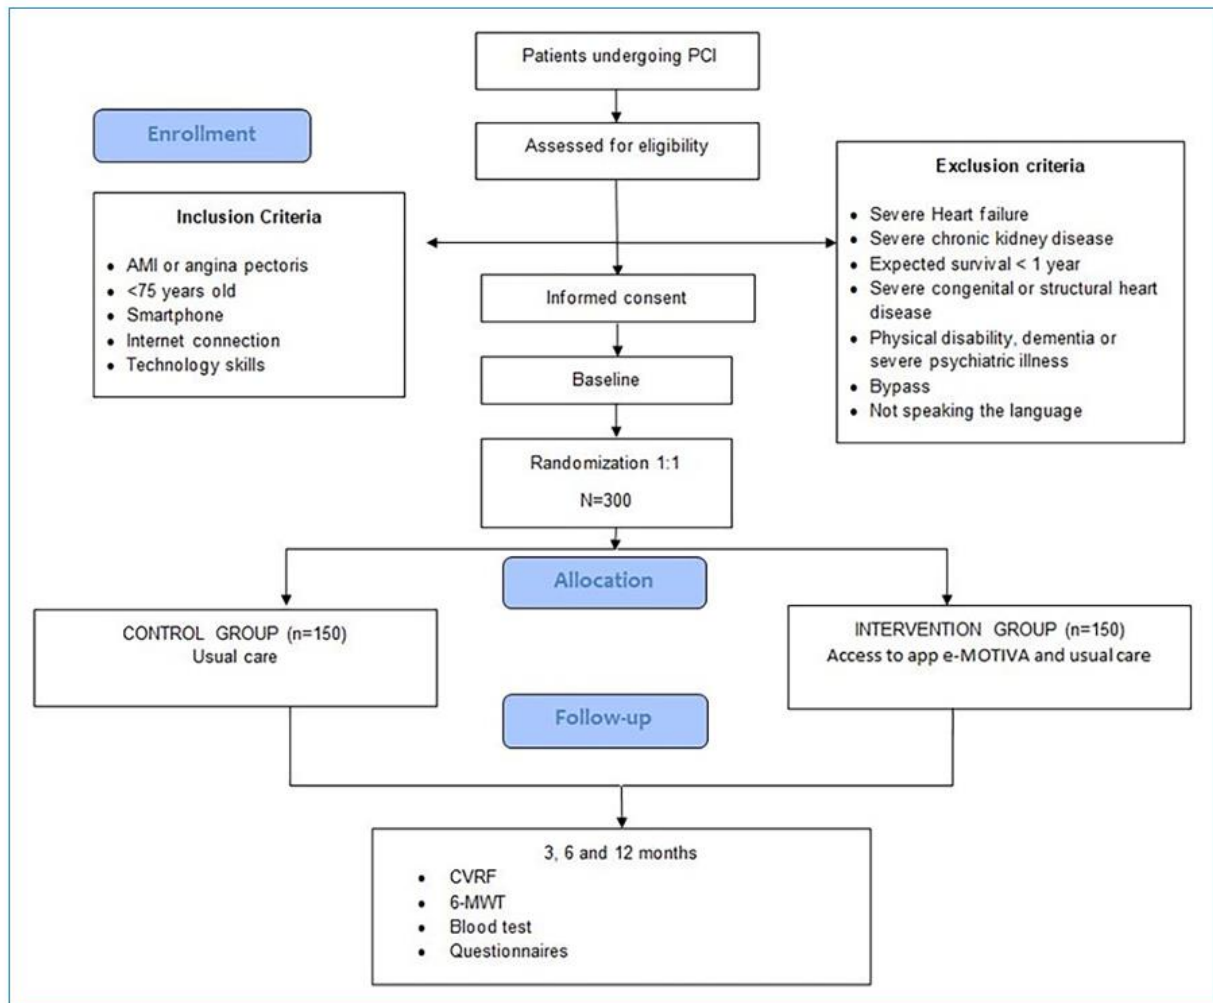 Patients undergoing PCI
Enrollment
Assessed for eligibility
Inclusion Criteria
• AMI or angina pectoris
• <75 years old
• Smartphone
• Internet connection
• Technology skills
Exclusion criteria
• Severe Heart failure
• Severe chronic kidney disease
• Expected survival < 1 year
• Severe congenital or structural heart
disease
• Physical disability, dementia or
severe psychiatric illness
• Bypass
• Not speaking the language
Informed consent
Baseline
Randomization 1:1
N=300
Allocation
CONTROL GROUP (n=150)
Usual care
INTERVENTION GROUP (n=150)
Access to app e-MOTIVA and usual care
Follow-up
3, 6 and 12 months
• CVRF
• 6-MWT
• Blood test
• Questionnaires